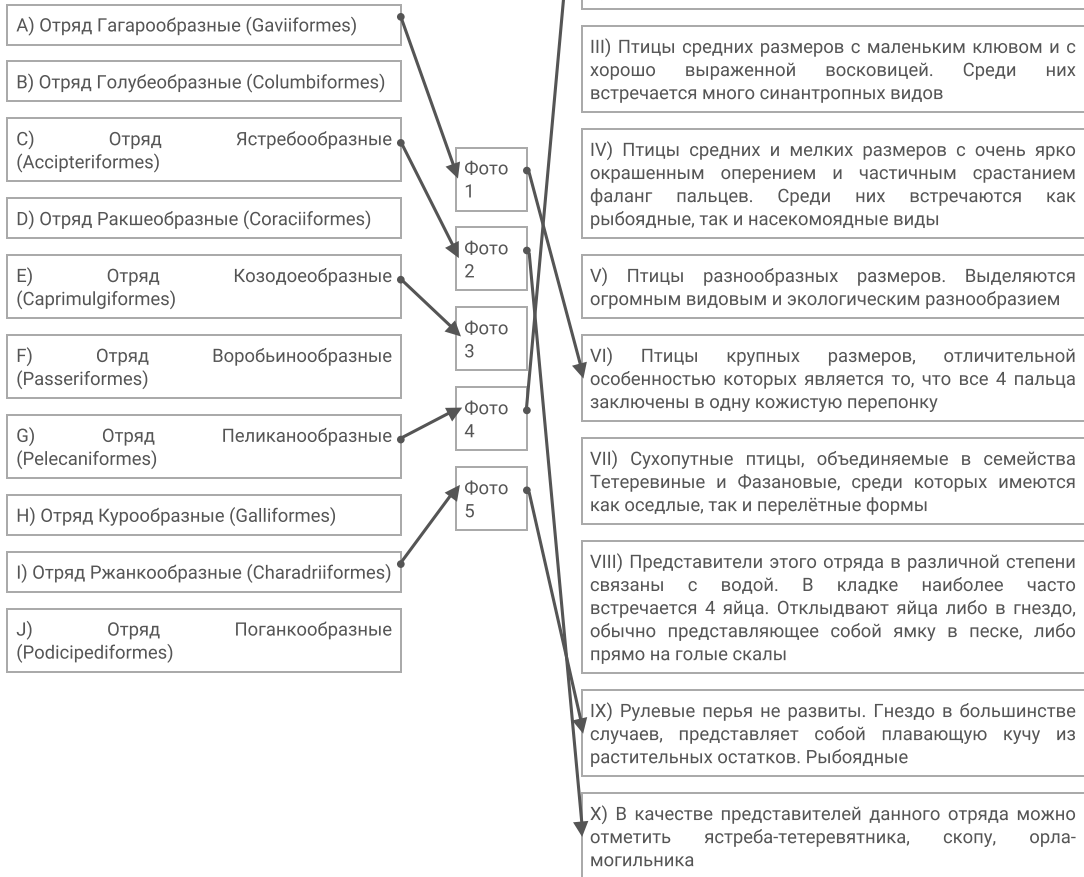 A) Отряд Гагарообразные (Gaviiformes)
B) Отряд Голубеобразные (Columbiformes)
C) Отряд Ястребообразные
(Accipteriformes)
D) Отряд Ракшеобразные (Coraciiformes)
E) Отряд Козодоеобразные
(Caprimulgiformes)
F) Отряд Воробьинообразные
(Passeriformes)
G) Отряд Пеликанообразные
(Pelecaniformes)
H) Отряд Курообразные (Galliformes)
I) Отряд Ржанкообразные (Charadriiformes)
J) Отряд Поганкообразные
(Podicipediformes)
Фото
1
Фото
2
Фото
3
Фото
4
Фото
5
III) Птицы средних размеров с маленьким клювом и с
хорошо выраженной восковицей. Среди них
встречается много синантропных видов
IV) Птицы средних и мелких размеров с очень ярко
окрашенным оперением и частичным срастанием
фаланг пальцев. Среди них встречаются как
рыбоядные, так и насекомоядные виды
V) Птицы разнообразных размеров. Выделяются
огромным видовым и экологическим разнообразием
VI) Птицы крупных размеров, отличительной
особенностью которых является то, что все 4 пальца
заключены в одну кожистую перепонку
VII) Сухопутные птицы, объединяемые в семейства
Тетеревиные и Фазановые, среди которых имеются
как оседлые, так и перелётные формы
VIII) Представители этого отряда в различной степени
связаны с водой. В кладке наиболее часто
встречается 4 яйца. Отклыдвают яйца либо в гнездо,
обычно представляющее собой ямку в песке, либо
прямо на голые скалы
IX) Рулевые перья не развиты. Гнездо в большинстве
случаев, представляет собой плавающую кучу из
растительных остатков. Рыбоядные
X) В качестве представителей данного отряда можно
отметить ястреба-тетеревятника, скопу, орла-
могильника